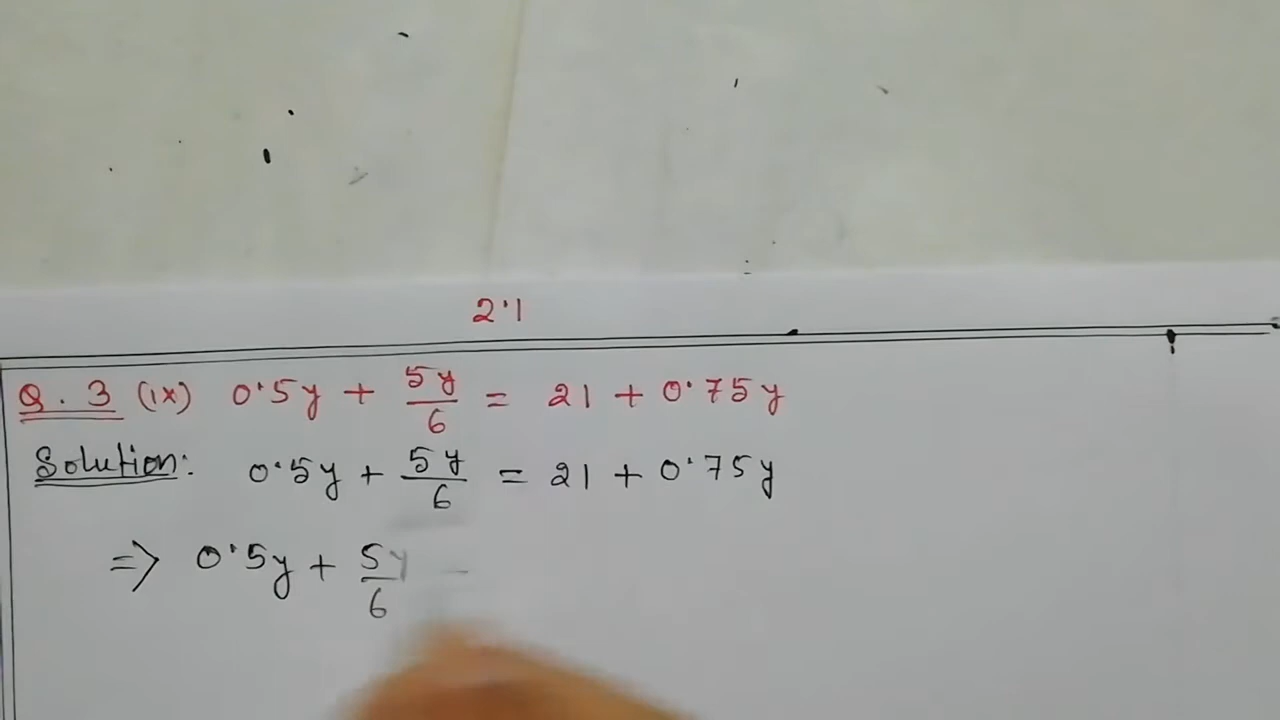 2.1
Q. 3 (ix) 0.5y + 5y/6 = 21 + 0.75y
Solution: 0.5y + 5y/6 = 21 + 0.75y
=> 0.5y + 5y/6 -